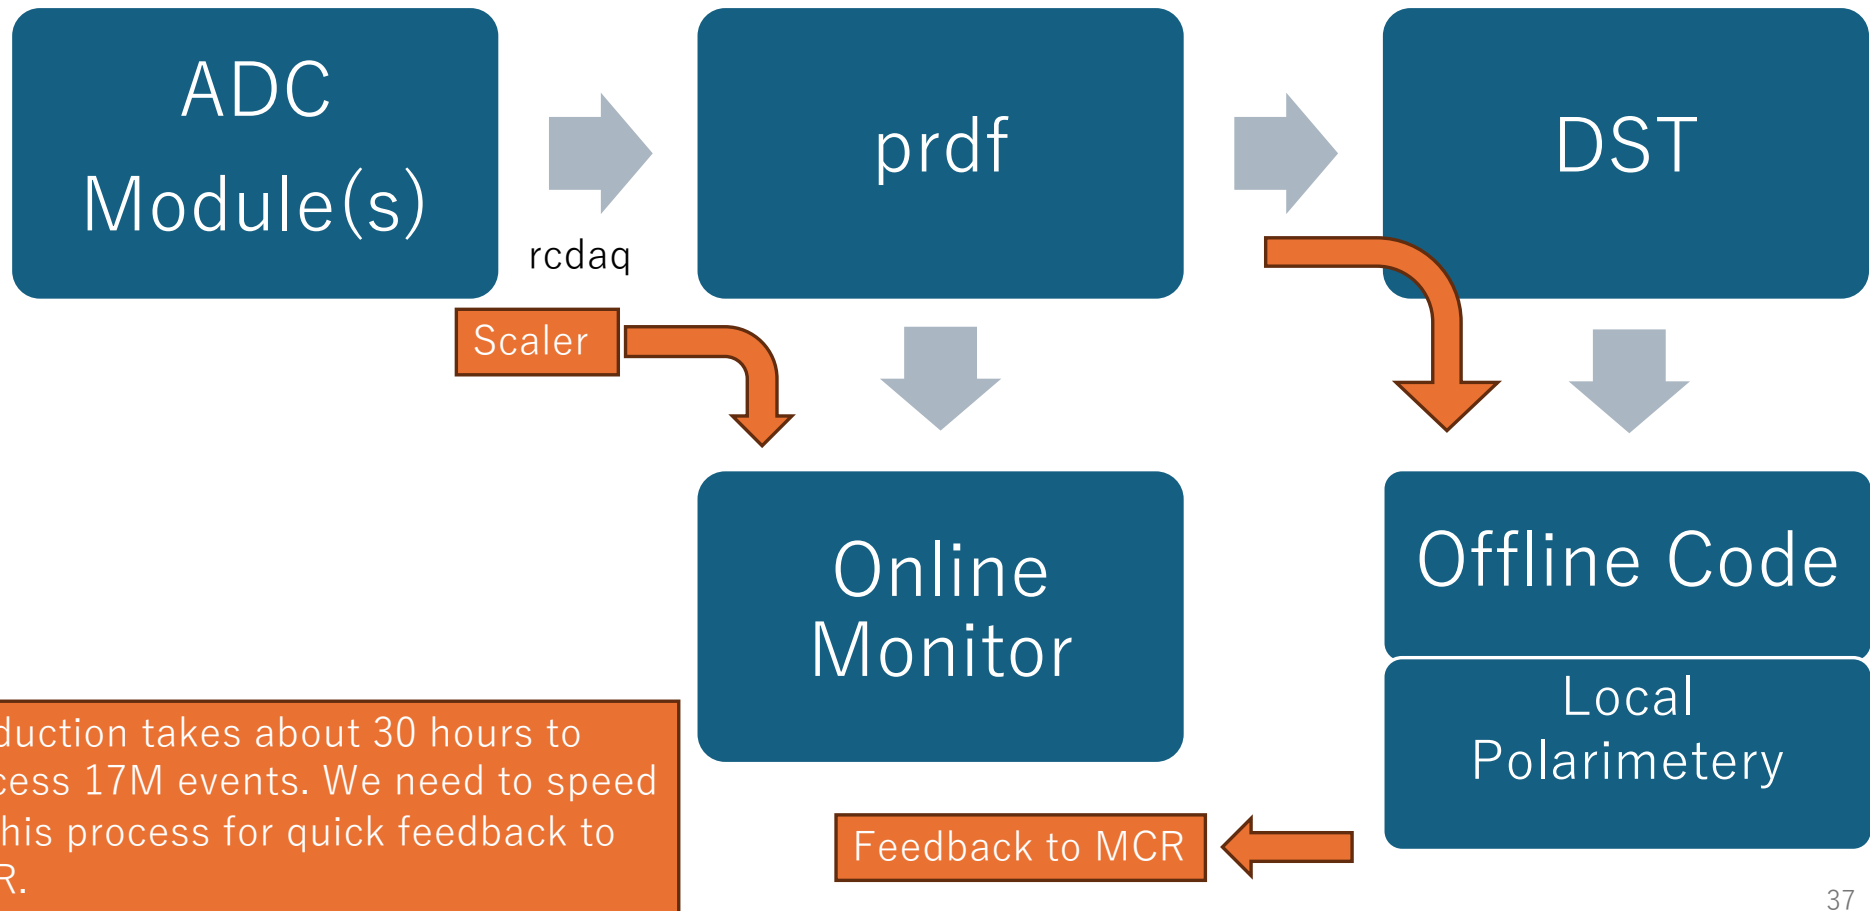 ADC
Module(s)
prdf
DST
rcdaq
Scaler
Online
Monitor
Offline Code
Local
Polarimetery
duction takes about 30 hours to
cess 17M events. We need to speed
his process for quick feedback to
R.
Feedback to MCR
37